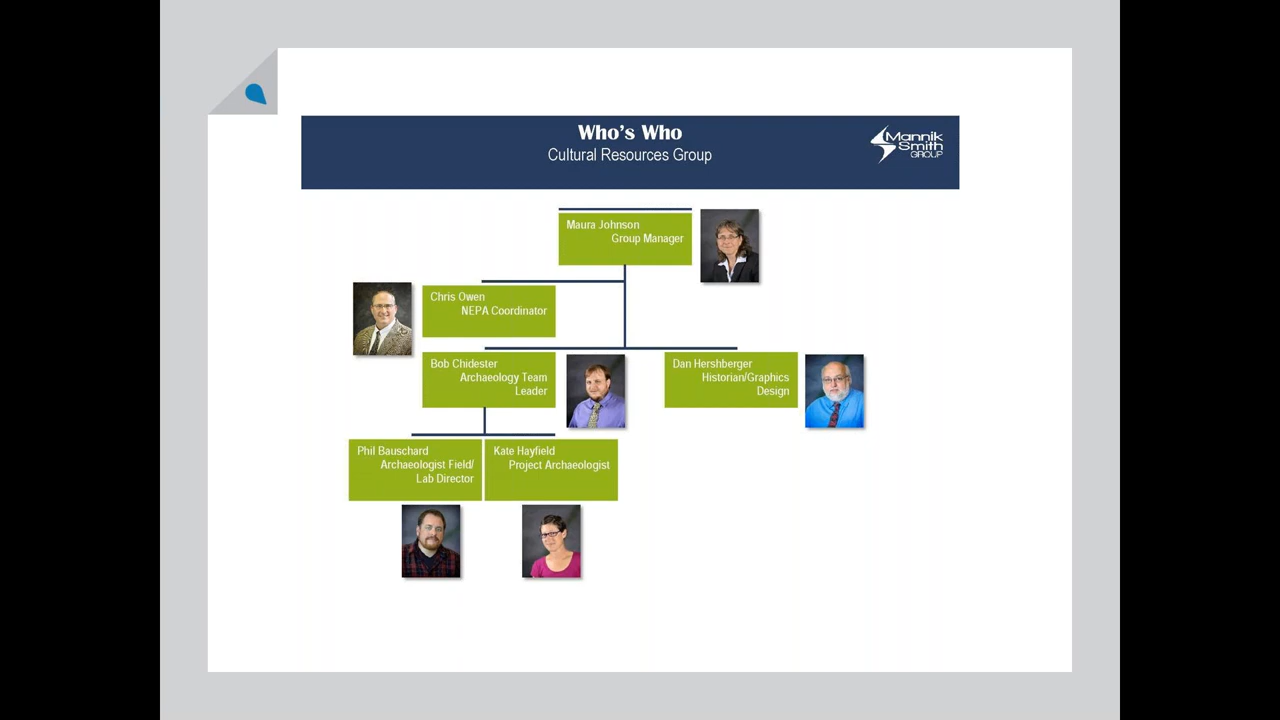 Who's Who
Cultural Resources Group
Mannik
Smith
GROUP
Maura Johnson
Group Manager
Chris Owen
NEPA Coordinator
Bob Chidester
Archaeology Team
Leader
Dan Hershberger
Historian/Graphics
Design
Phil Bauschard
Archaeologist Field/
Lab Director
Kate Hayfield
Project Archaeologist